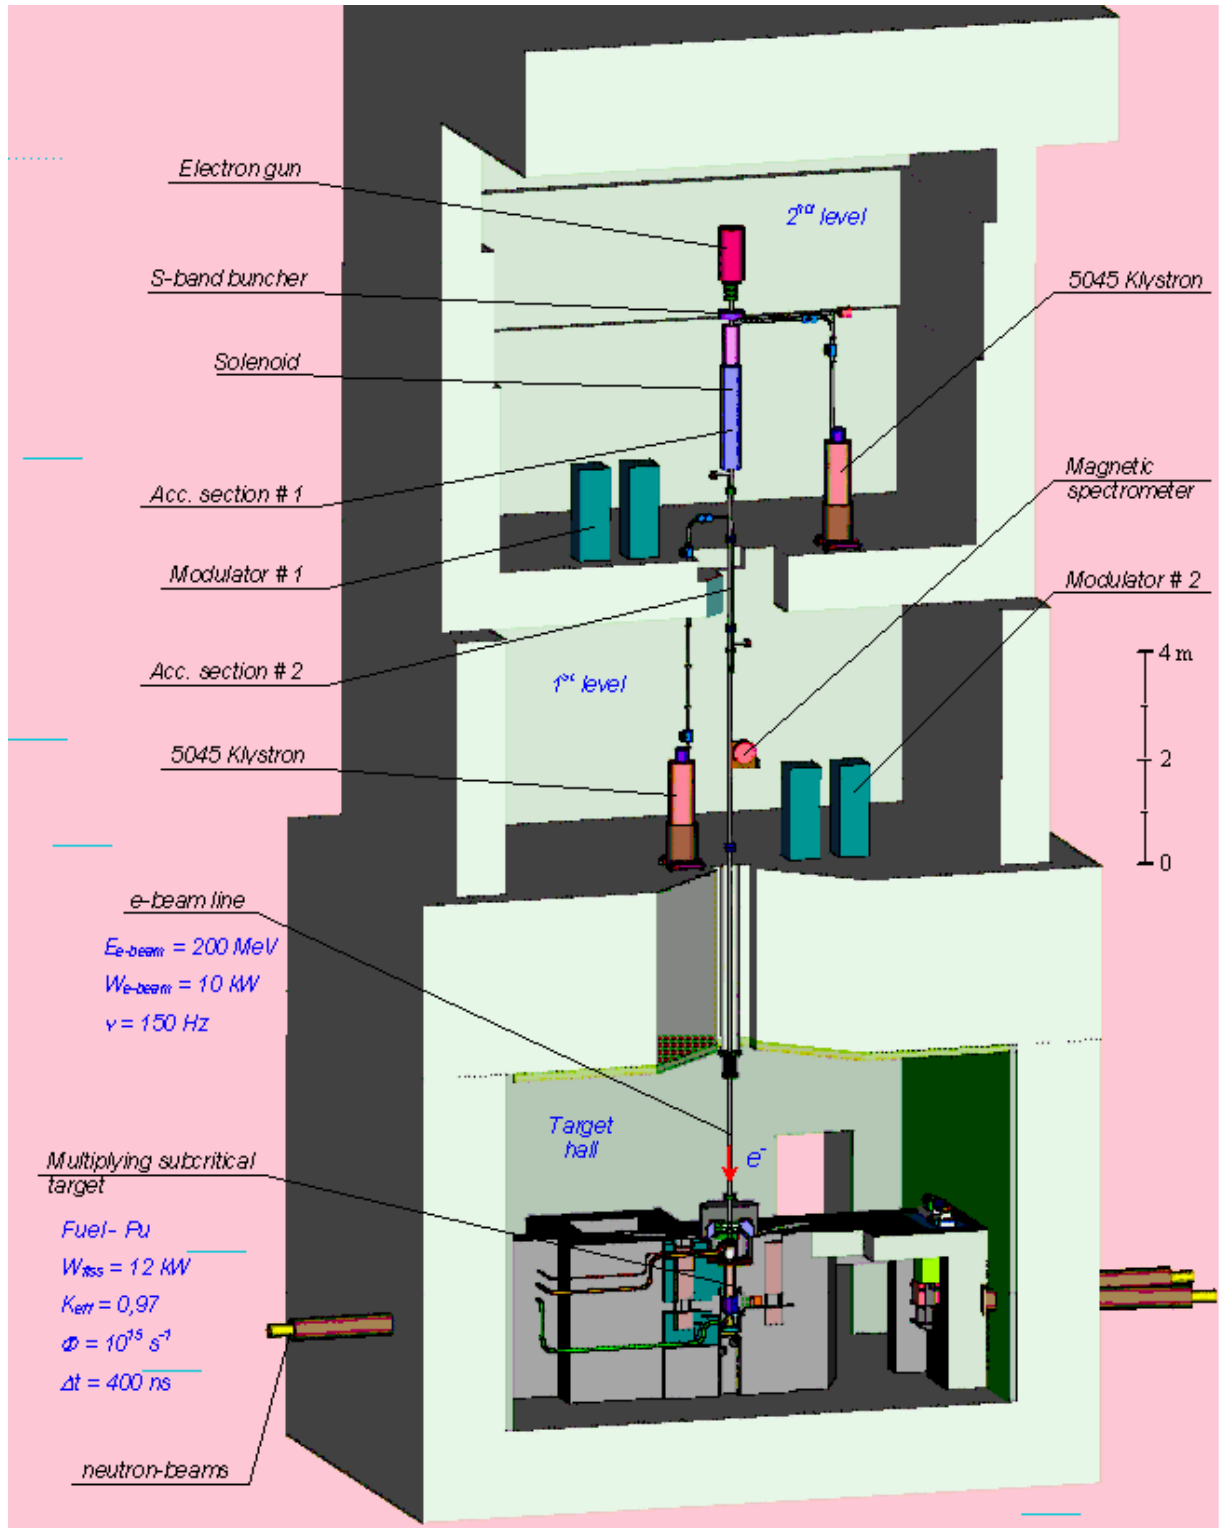 Electron gun
2nd level
S-band buncher
5045 Klystron
Solenoid
Magnetic
spectrometer
Acc. section # 1
Modulator # 1
Modulator # 2
Acc. section # 2
1st level
4 m
5045 Klystron
2
0
e-beam line
Ee-beam = 200 MeV
We-beam = 10 kW
ν = 150 Hz
Target
hall
e-
Multiplying subcritical
target
Fuel - Pu
Wfiss = 12 kW
Keff = 0,97
Φ = 10^15 s^-1
Δt = 400 ns
neutron-beams